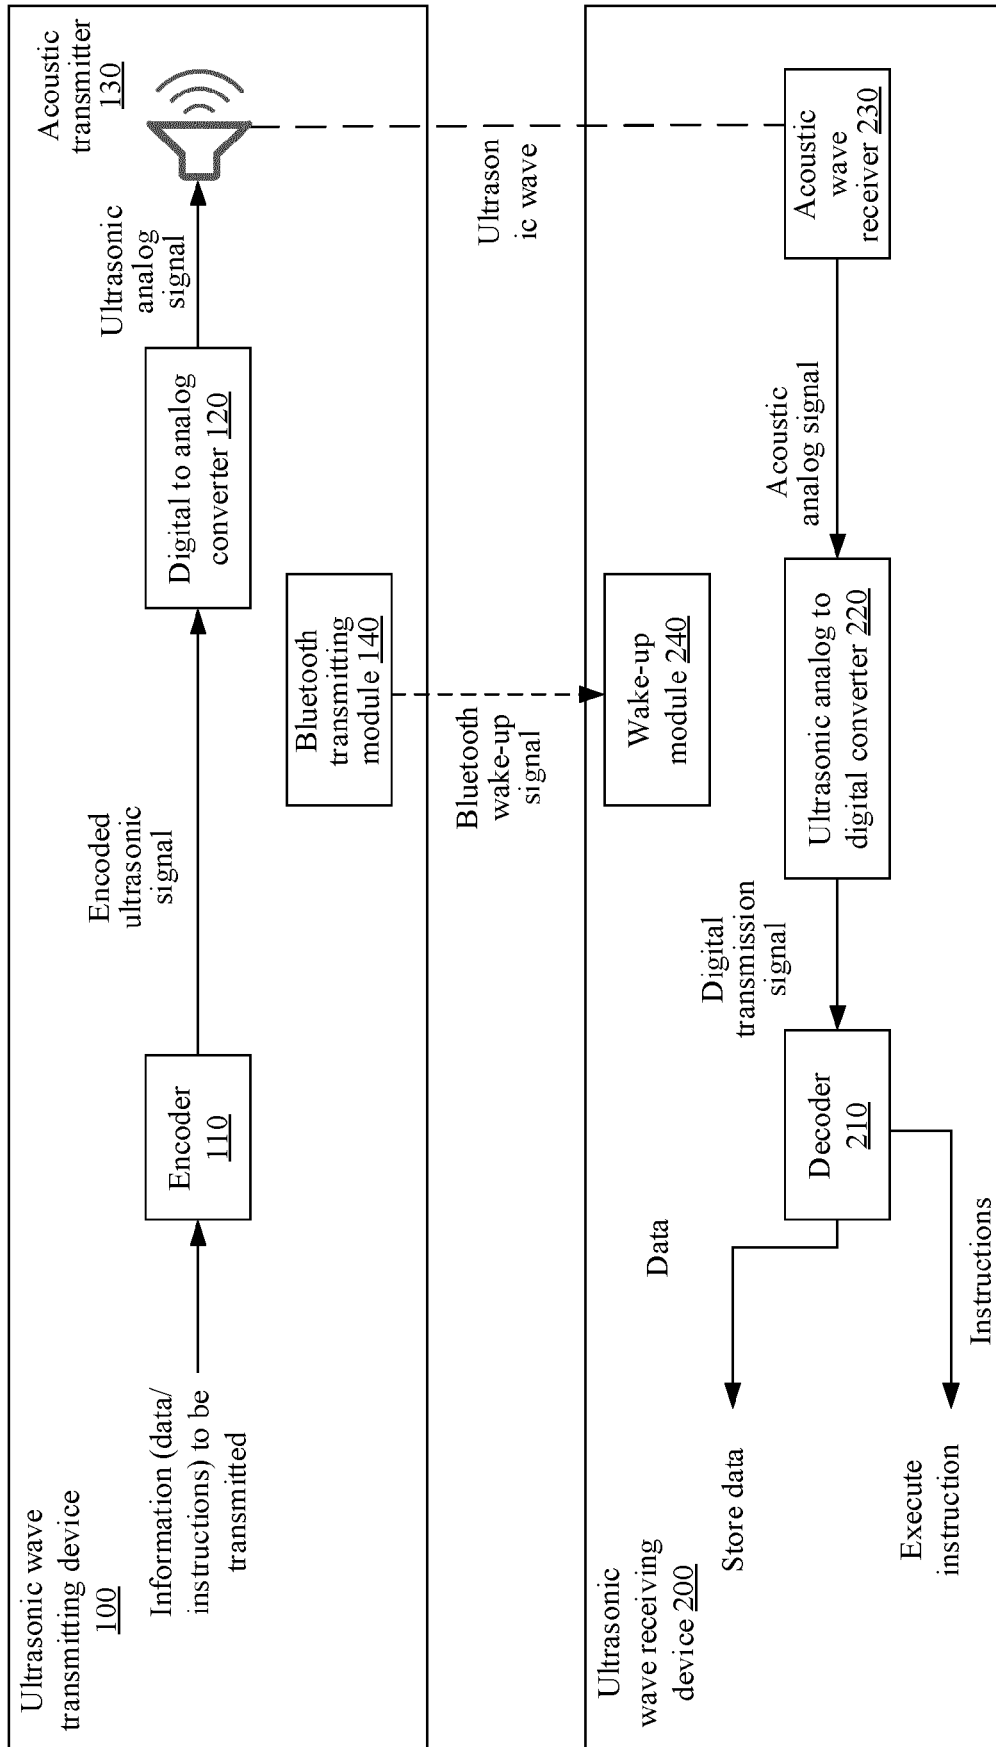 Ultrasonic wave
transmitting device
100
Information (data/
instructions) to be
transmitted
Encoder
110
Encoded
ultrasonic
signal
Digital to analog
converter 120
Ultrasonic
analog
signal
Acoustic
transmitter
130
Bluetooth
transmitting
module 140
Bluetooth
wake-up
signal
Ultrason
ic wave
Ultrasonic
wave receiving
device 200
Wake-up
module 240
Acoustic
wave
receiver 230
Acoustic
analog signal
Ultrasonic analog to
digital converter 220
Digital
transmission
signal
Decoder
210
Data
Store data
Instructions
Execute
instruction